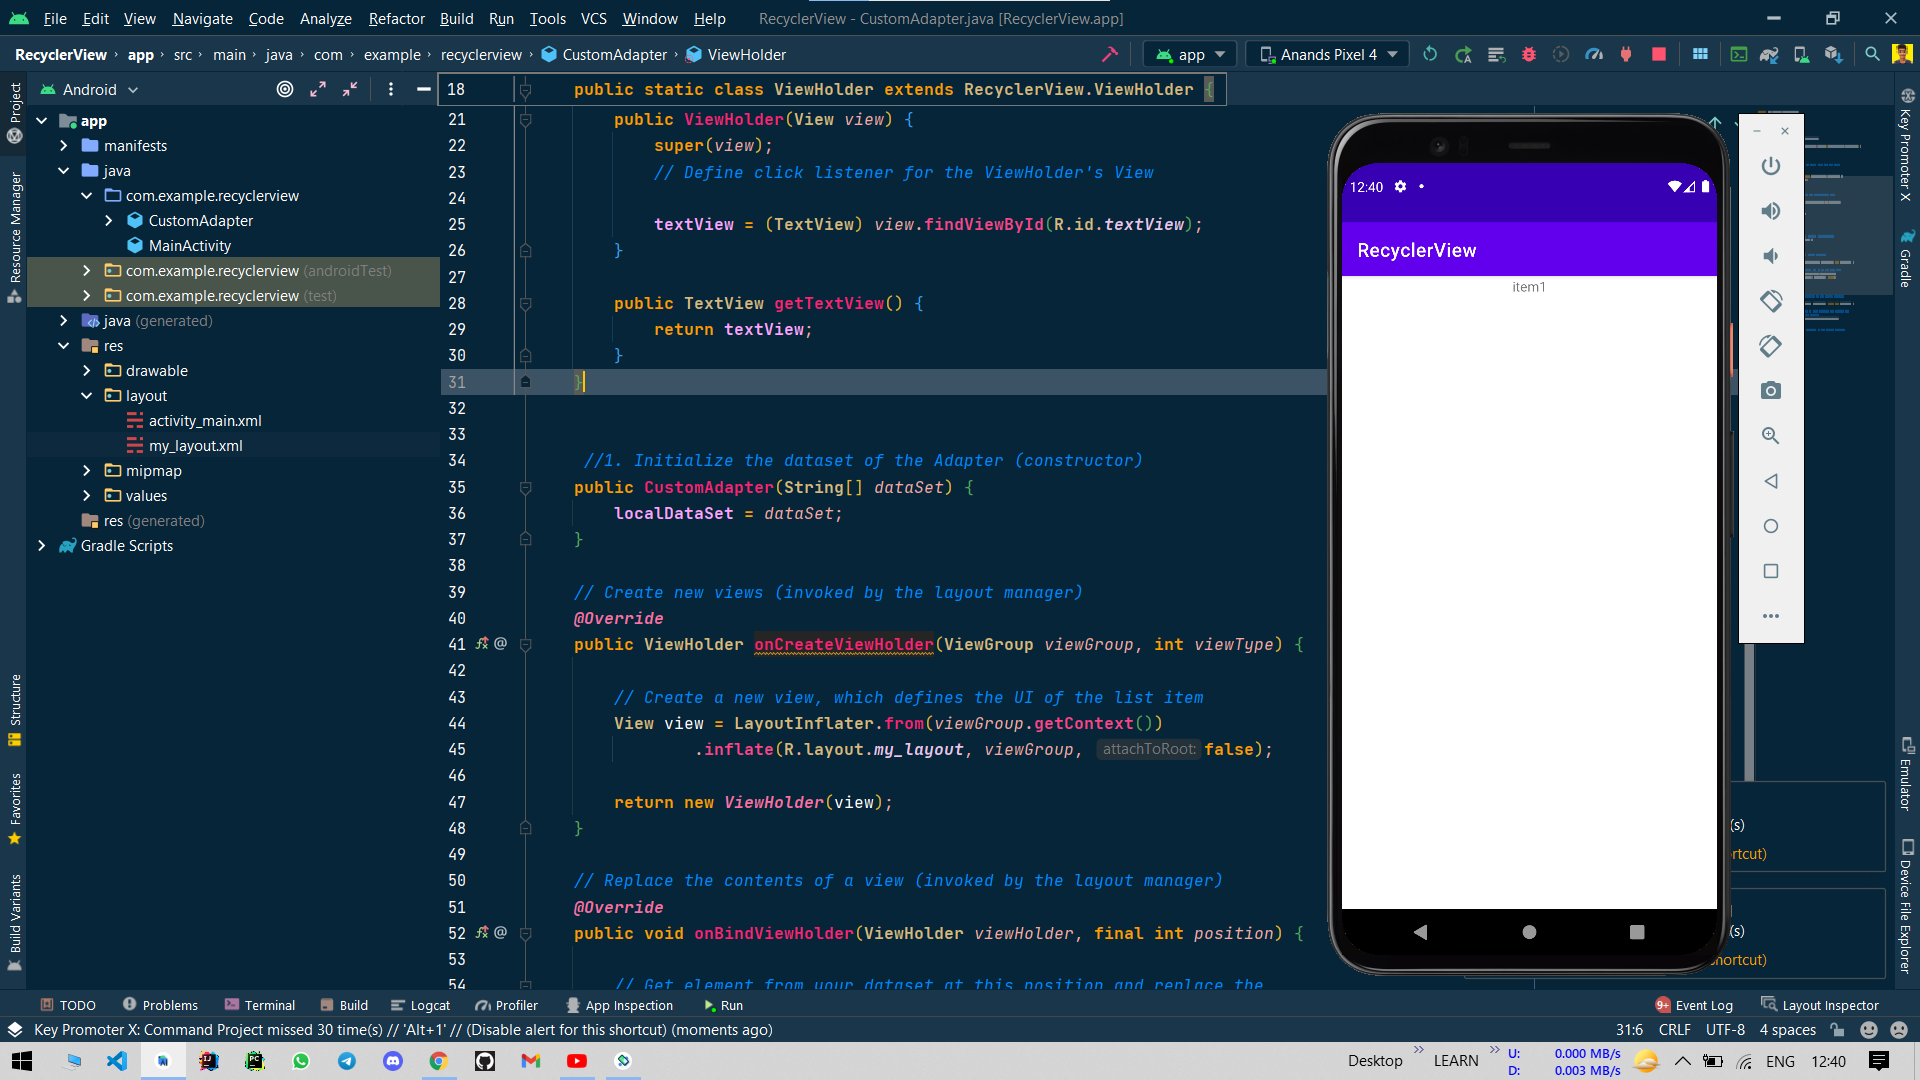 File Edit View Navigate Code Analyze Refactor Build Run Tools VCS Window Help RecyclerView - CustomAdapter.java [RecyclerView.app]
RecyclerView app src main java com example recyclerview CustomAdapter ViewHolder app Anands Pixel 4
Android
app
manifests
java
com.example.recyclerview
CustomAdapter
MainActivity
com.example.recyclerview (androidTest)
com.example.recyclerview (test)
java (generated)
res
drawable
layout
activity_main.xml
my_layout.xml
mipmap
values
res (generated)
Gradle Scripts
Project
Resource Manager
Structure
Favorites
Build Variants
18 public static class ViewHolder extends RecyclerView.ViewHolder {
21 public ViewHolder(View view) {
22 super(view);
23 // Define click listener for the ViewHolder's View
24
25 textView = (TextView) view.findViewById(R.id.textView);
26 }
27
28 public TextView getTextView() {
29 return textView;
30 }
31 }
32
33
34 //1. Initialize the dataset of the Adapter (constructor)
35 public CustomAdapter(String[] dataSet) {
36 localDataSet = dataSet;
37 }
38
39 // Create new views (invoked by the layout manager)
40 @Override
41 @ public ViewHolder onCreateViewHolder(ViewGroup viewGroup, int viewType) {
42
43 // Create a new view, which defines the UI of the list item
44 View view = LayoutInflater.from(viewGroup.getContext())
45 .inflate(R.layout.my_layout, viewGroup, attachToRoot: false);
46
47 return new ViewHolder(view);
48 }
49
50 // Replace the contents of a view (invoked by the layout manager)
51 @Override
52 @ public void onBindViewHolder(ViewHolder viewHolder, final int position) {
53
54 // Get element from your dataset at this position and replace the
12:40
RecyclerView
item1
Key Promoter X
Gradle
Emulator
Device File Explorer
(s)
rtcut)
(s)
hortcut)
TODO Problems Terminal Build Logcat Profiler App Inspection Run 9+ Event Log Layout Inspector
Key Promoter X: Command Project missed 30 time(s) // 'Alt+1' // (Disable alert for this shortcut) (moments ago) 31:6 CRLF UTF-8 4 spaces
Desktop LEARN U: 0.000 MB/s
D: 0.003 MB/s
ENG 12:40